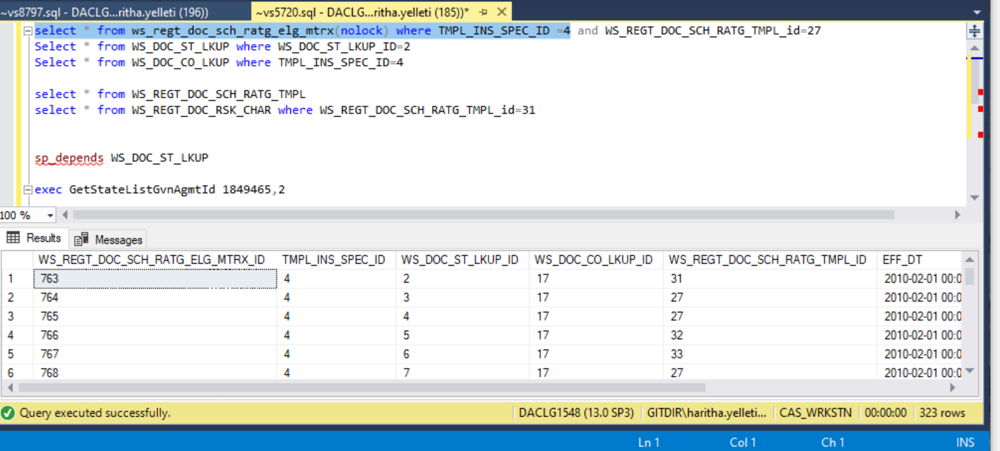 ~vs8797.sql - DACLG...ritha.yelleti (196))    ~vs5720.sql - DACLG...ritha.yelleti (185))*
select * from ws_regt_doc_sch_ratg_elg_mtrx(nolock) where TMPL_INS_SPEC_ID =4 and WS_REGT_DOC_SCH_RATG_TMPL_id=27
Select * from WS_DOC_ST_LKUP where WS_DOC_ST_LKUP_ID=2
Select * from WS_DOC_CO_LKUP where TMPL_INS_SPEC_ID=4
select * from WS_REGT_DOC_SCH_RATG_TMPL
select * from WS_REGT_DOC_RSK_CHAR where WS_REGT_DOC_SCH_RATG_TMPL_id=31
sp_depends WS_DOC_ST_LKUP
exec GetStateListGvnAgmtId 1849465,2
100 %
Results    Messages
WS_REGT_DOC_SCH_RATG_ELG_MTRX_ID    TMPL_INS_SPEC_ID    WS_DOC_ST_LKUP_ID    WS_DOC_CO_LKUP_ID    WS_REGT_DOC_SCH_RATG_TMPL_ID    EFF_DT
1    763    4    2    17    31    2010-02-01 00:0
2    764    4    3    17    27    2010-02-01 00:0
3    765    4    4    17    27    2010-02-01 00:0
4    766    4    5    17    32    2010-02-01 00:0
5    767    4    6    17    33    2010-02-01 00:0
6    768    4    7    17    27    2010-02-01 00:0
Query executed successfully.    DACLG1548 (13.0 SP3)    GITDIR\haritha.yelleti...    CAS_WRKSTN    00:00:00    323 rows
Ln 1    Col 1    Ch 1    INS